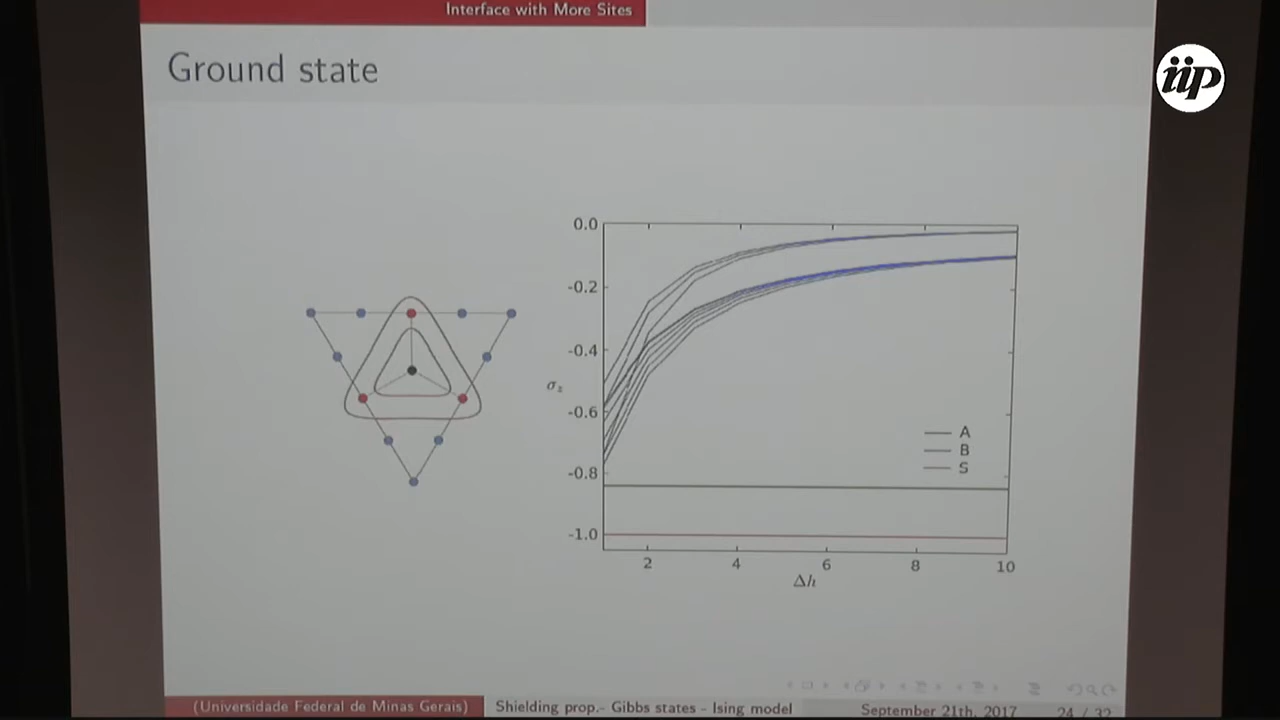 Interface with More Sites
iip
Ground state
0.0
-0.2
-0.4
-0.6
-0.8
-1.0
σz
A
B
S
2
4
6
8
10
Δh
(Universidade Federal de Minas Gerais)
Shielding prop.- Gibbs states - Ising model
September 21th, 2017
24 / 32